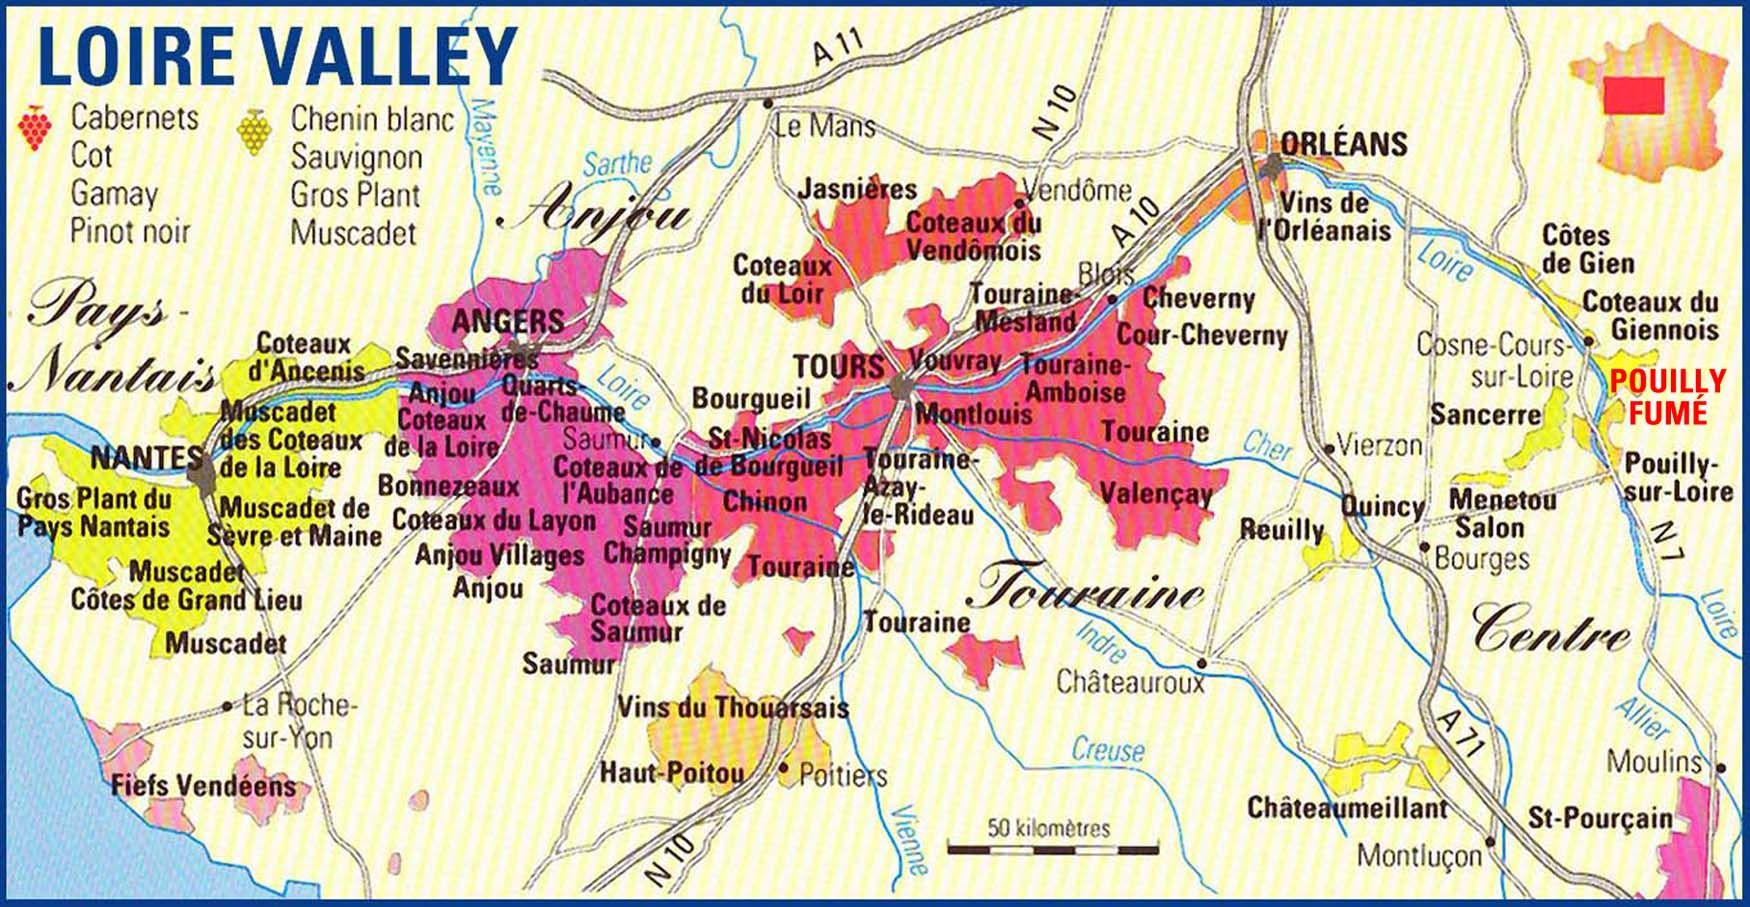 LOIRE VALLEY
Cabernets
Cot
Gamay
Pinot noir
Chenin blanc
Sauvignon
Gros Plant
Muscadet
A 11
N 10
Mayenne
Sarthe
Le Mans
Anjou
Jasnières
Vendôme
Coteaux du
Vendômois
A 10
ORLÉANS
Vins de
l'Orléanais
Loire
Côtes
de Gien
Coteaux du
Giennois
Pays-
Nantais
Coteaux
du Loir
Blois
Touraine-
Mesland
Cheverny
Cour-Cheverny
Cosne-Cours-
sur-Loire
POUILLY
FUMÉ
Sancerre
ANGERS
Coteaux
d'Ancenis
Savennières
Anjou
Coteaux
de la Loire
Quarts-
de-Chaume
Loire
TOURS
Vouvray
Touraine-
Amboise
Bourgueil
Montlouis
Muscadet
des Coteaux
de la Loire
NANTES
Saumur
St-Nicolas
de Bourgueil
Touraine
Cher
Vierzon
Touraine-
Azay-
le-Rideau
Coteaux de
l'Aubance
Bonnezeaux
Chinon
Valençay
Quincy
Menetou
Salon
Pouilly-
sur-Loire
Gros Plant du
Pays Nantais
Muscadet de
Sèvre et Maine
Coteaux du Layon
Saumur
Champigny
Reuilly
N 7
Anjou Villages
Anjou
Touraine
Bourges
Muscadet
Côtes de Grand Lieu
Muscadet
Coteaux de
Saumur
Saumur
Touraine
Touraine
Indre
Centre
Loire
Châteauroux
La Roche-
sur-Yon
Vins du Thouarsais
Haut-Poitou
Poitiers
Creuse
A 71
Allier
Moulins
Fiefs Vendéens
Châteaumeillant
St-Pourçain
50 kilomètres
Vienne
N 10
Montluçon